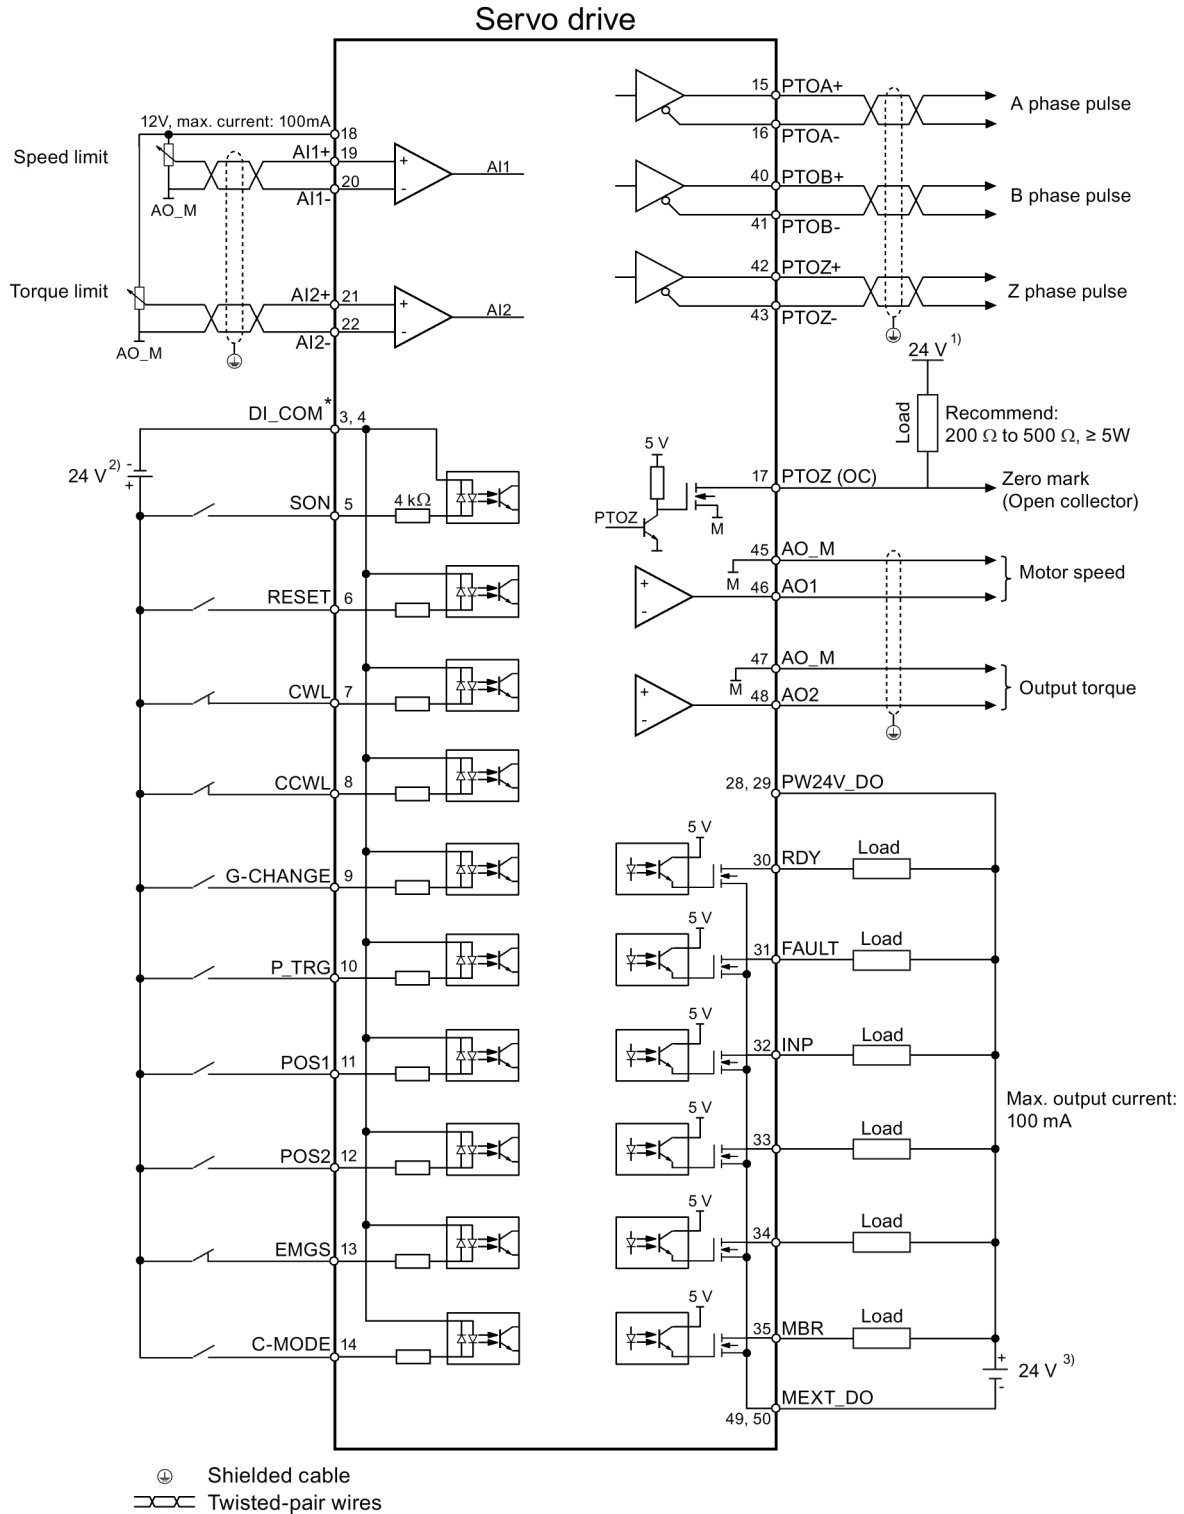 Servo drive
12V, max. current: 100mA
18
Speed limit
AI1+
19
AI1
20
AI1-
AO_M
Torque limit
AI2+
21
AI2
22
AI2-
AO_M
+
-
+
-
DI_COM*
3, 4
24 V 2)
-
+
SON
5
4 kΩ
RESET
6
CWL
7
CCWL
8
G-CHANGE
9
P_TRG
10
POS1
11
POS2
12
EMGS
13
C-MODE
14
15
PTOA+
16
PTOA-
A phase pulse
40
PTOB+
41
PTOB-
B phase pulse
42
PTOZ+
43
PTOZ-
Z phase pulse
24 V 1)
Load
Recommend:
200 Ω to 500 Ω, ≥ 5W
5 V
PTOZ
M
17
PTOZ (OC)
Zero mark
(Open collector)
45
AO_M
M
+
-
46
AO1
Motor speed
47
AO_M
M
+
-
48
AO2
Output torque
28, 29
PW24V_DO
5 V
30
RDY
Load
5 V
31
FAULT
Load
5 V
32
INP
Load
Max. output current:
100 mA
5 V
33
Load
5 V
34
Load
5 V
35
MBR
Load
+
24 V 3)
-
MEXT_DO
49, 50
Shielded cable
Twisted-pair wires